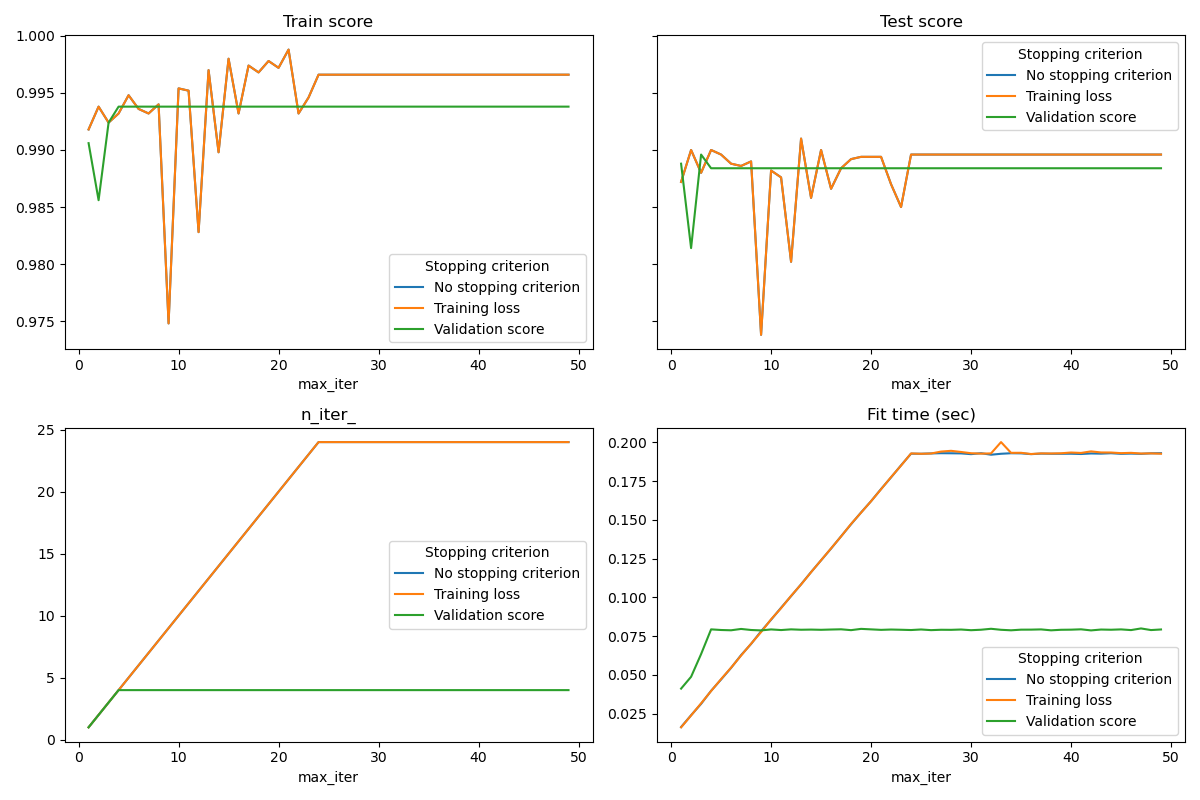 Train score
1.000
0.995
0.990
0.985
0.980
0.975
Stopping criterion
No stopping criterion
Training loss
Validation score
0 10 20 30 40 50
max_iter
Test score
Stopping criterion
No stopping criterion
Training loss
Validation score
0 10 20 30 40 50
max_iter
n_iter_
25
20
15
10
5
0
Stopping criterion
No stopping criterion
Training loss
Validation score
0 10 20 30 40 50
max_iter
Fit time (sec)
0.200
0.175
0.150
0.125
0.100
0.075
0.050
0.025
Stopping criterion
No stopping criterion
Training loss
Validation score
0 10 20 30 40 50
max_iter